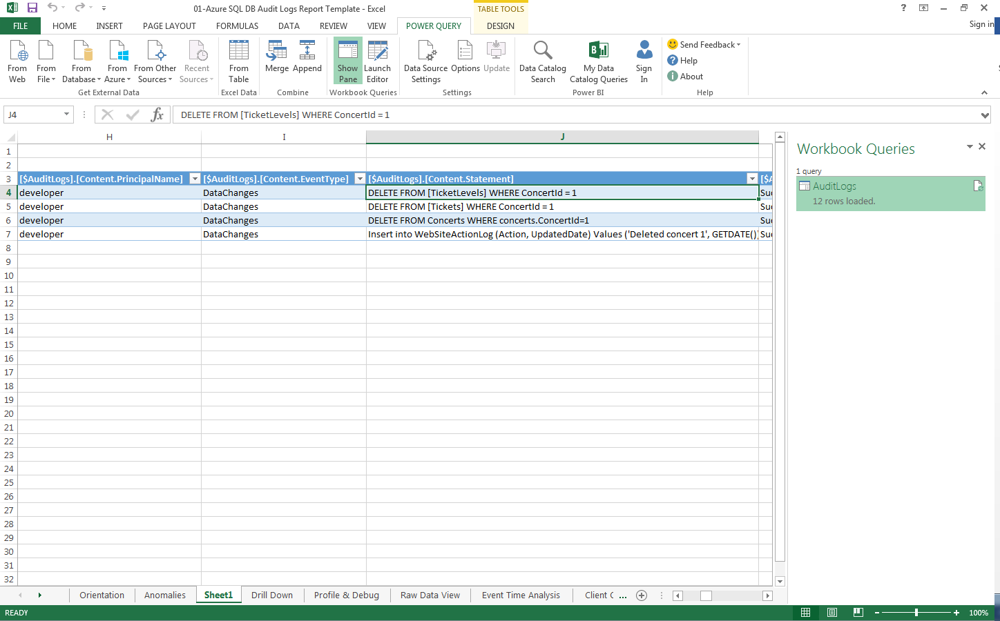 01-Azure SQL DB Audit Logs Report Template - Excel
TABLE TOOLS
?
FILE HOME INSERT PAGE LAYOUT FORMULAS DATA REVIEW VIEW POWER QUERY DESIGN Sign in
From Web
From File
From Database
From Azure
From Other Sources
Recent Sources
Get External Data
From Table
Excel Data
Merge
Append
Combine
Show Pane
Launch Editor
Workbook Queries
Data Source Settings
Options
Update
Settings
Data Catalog Search
My Data Catalog Queries
Sign In
Power BI
Send Feedback
Help
About
Help
J4
fx
DELETE FROM [TicketLevels] WHERE ConcertId = 1
H I J
1
2
3 [$AuditLogs].[Content.PrincipalName] [$AuditLogs].[Content.EventType] [$AuditLogs].[Content.Statement] [$A
4 developer DataChanges DELETE FROM [TicketLevels] WHERE ConcertId = 1 Suc
5 developer DataChanges DELETE FROM [Tickets] WHERE ConcertId = 1 Suc
6 developer DataChanges DELETE FROM Concerts WHERE concerts.ConcertId=1 Suc
7 developer DataChanges Insert into WebSiteActionLog (Action, UpdatedDate) Values ('Deleted concert 1', GETDATE()) Suc
8
9
10
11
12
13
14
15
16
17
18
19
20
21
22
23
24
25
26
27
28
29
30
31
32
Workbook Queries
1 query
AuditLogs
12 rows loaded.
Orientation Anomalies Sheet1 Drill Down Profile & Debug Raw Data View Event Time Analysis Client C ...
READY
100%